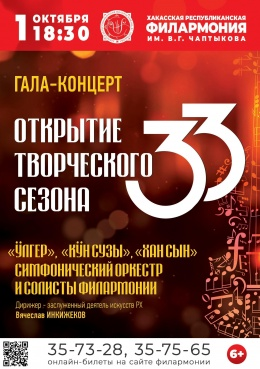 1 ОКТЯБРЯ
18:30
ХАКАССКАЯ РЕСПУБЛИКАНСКАЯ
ФИЛАРМОНИЯ
ИМ. В.Г. ЧАПТЫКОВА
ГАЛА-КОНЦЕРТ
ОТКРЫТИЕ
ТВОРЧЕСКОГО
СЕЗОНА
33
«ӰЛГЕР», «КӰН СУЗЫ», «ХАН СЫН»
СИМФОНИЧЕСКИЙ ОРКЕСТР
И СОЛИСТЫ ФИЛАРМОНИИ
Дирижер - заслуженный деятель искусств РХ
Вячеслав ИНКИЖЕКОВ
35-73-28, 35-75-65
онлайн-билеты на сайте филармонии
6+